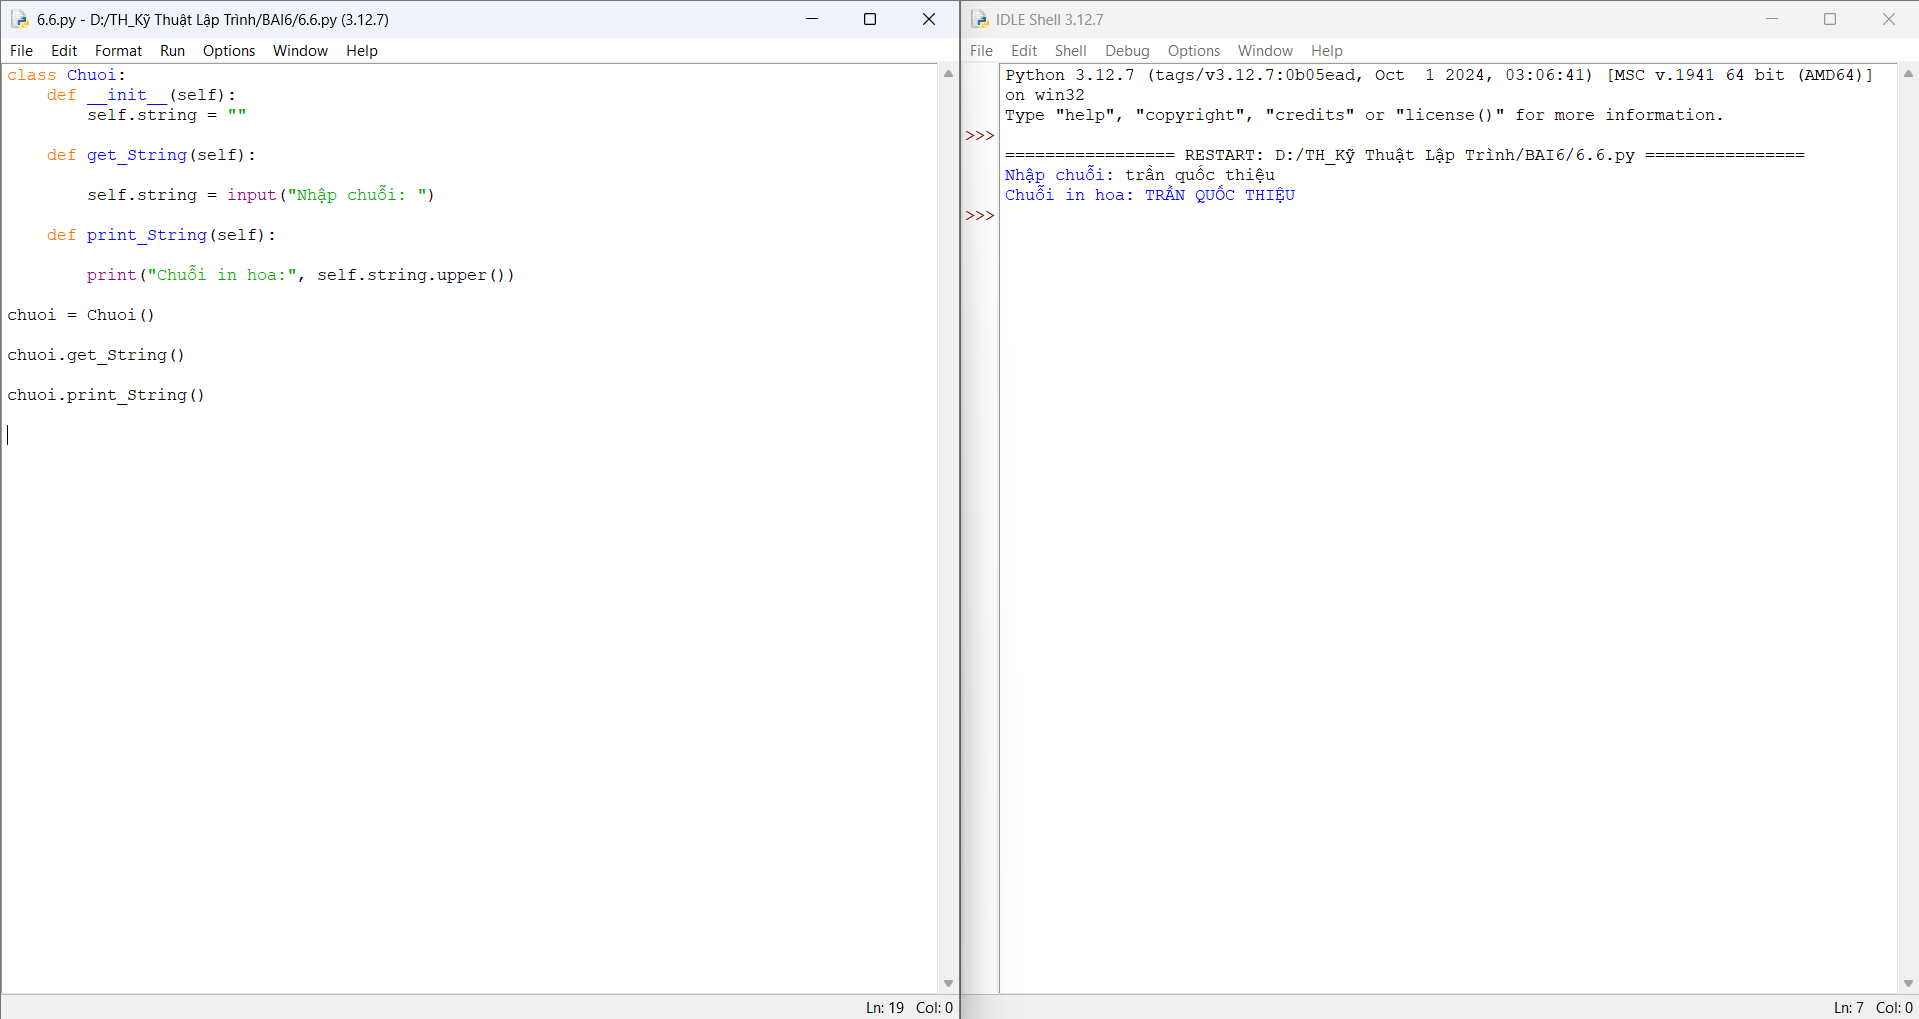 6.6.py - D:/TH_Kỹ Thuật Lập Trình/BAI6/6.6.py (3.12.7)
File Edit Format Run Options Window Help
class Chuoi:
    def __init__(self):
        self.string = ""
    def get_String(self):
        self.string = input("Nhập chuỗi: ")
    def print_String(self):
        print("Chuỗi in hoa:", self.string.upper())
chuoi = Chuoi()
chuoi.get_String()
chuoi.print_String()
Ln: 19 Col: 0
IDLE Shell 3.12.7
File Edit Shell Debug Options Window Help
Python 3.12.7 (tags/v3.12.7:0b05ead, Oct  1 2024, 03:06:41) [MSC v.1941 64 bit (AMD64)]
on win32
Type "help", "copyright", "credits" or "license()" for more information.
>>>
================= RESTART: D:/TH_Kỹ Thuật Lập Trình/BAI6/6.6.py ================
Nhập chuỗi: trần quốc thiệu
Chuỗi in hoa: TRẦN QUỐC THIỆU
>>>
Ln: 7 Col: 0